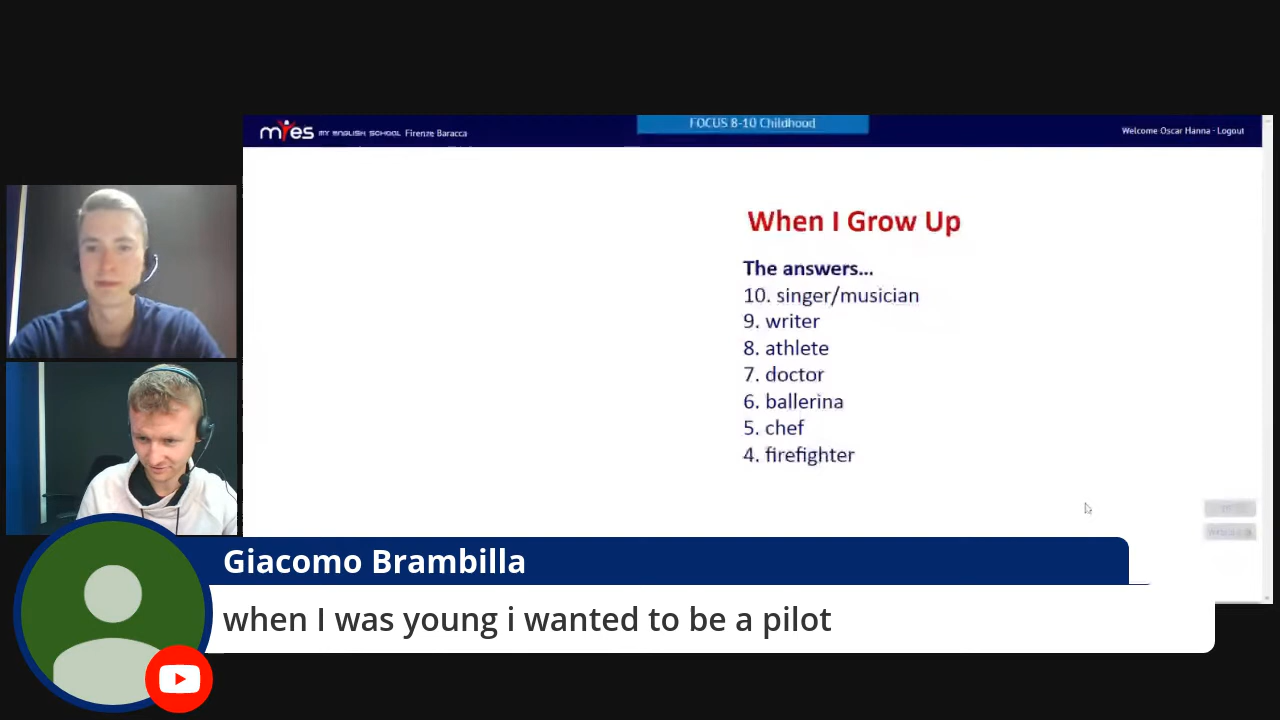 myes MY ENGLISH SCHOOL Firenze Baracca
FOCUS 8-10 Childhood
Welcome Oscar Hanna - Logout
When I Grow Up
The answers...
10. singer/musician
9. writer
8. athlete
7. doctor
6. ballerina
5. chef
4. firefighter
Giacomo Brambilla
when I was young i wanted to be a pilot